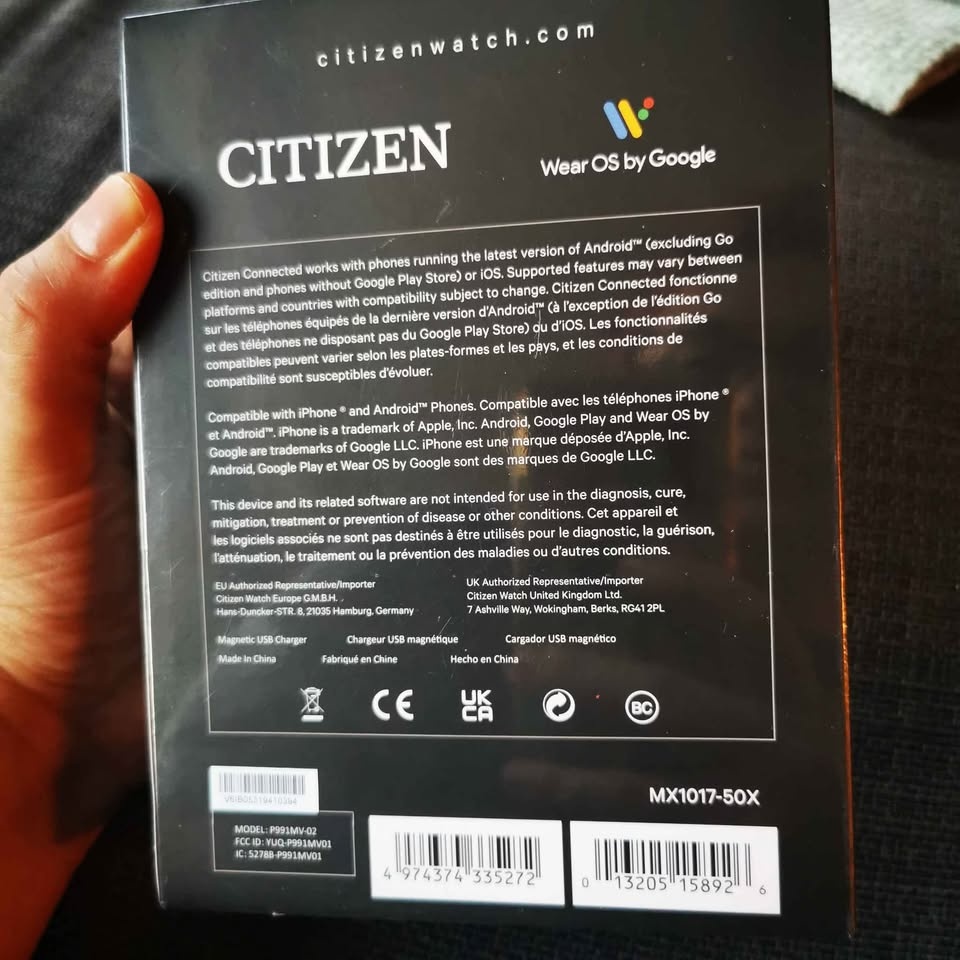 citizenwatch.com
CITIZEN
Wear OS by Google
Citizen Connected works with phones running the latest version of Android™ (excluding Go
edition and phones without Google Play Store) or iOS. Supported features may vary between
platforms and countries with compatibility subject to change. Citizen Connected fonctionne
sur les téléphones équipés de la dernière version d'Android™ (à l'exception de l'édition Go
et des téléphones ne disposant pas du Google Play Store) ou d'iOS. Les fonctionnalités
compatibles peuvent varier selon les plates-formes et les pays, et les conditions de
compatibilité sont susceptibles d'évoluer.
Compatible with iPhone ® and Android™ Phones. Compatible avec les téléphones iPhone ®
et Android™. iPhone is a trademark of Apple, Inc. Android, Google Play and Wear OS by
Google are trademarks of Google LLC. iPhone est une marque déposée d'Apple, Inc.
Android, Google Play et Wear OS by Google sont des marques de Google LLC.
This device and its related software are not intended for use in the diagnosis, cure,
mitigation, treatment or prevention of disease or other conditions. Cet appareil et
les logiciels associés ne sont pas destinés à être utilisés pour le diagnostic, la guérison,
l'atténuation, le traitement ou la prévention des maladies ou d'autres conditions.
EU Authorized Representative/Importer
Citizen Watch Europe G.M.B.H.
Hans-Duncker-STR. 8, 21035 Hamburg, Germany
UK Authorized Representative/Importer
Citizen Watch United Kingdom Ltd.
7 Ashville Way, Wokingham, Berks, RG41 2PL
Magnetic USB Charger Chargeur USB magnétique Cargador USB magnético
Made In China Fabriqué en Chine Hecho en China
CE UK CA BC
MX1017-50X
MODEL: P991MV-02
FCC ID: YUQ-P991MV01
IC: 5278B-P991MV01
4 974374 335272
0 13205 15892 6